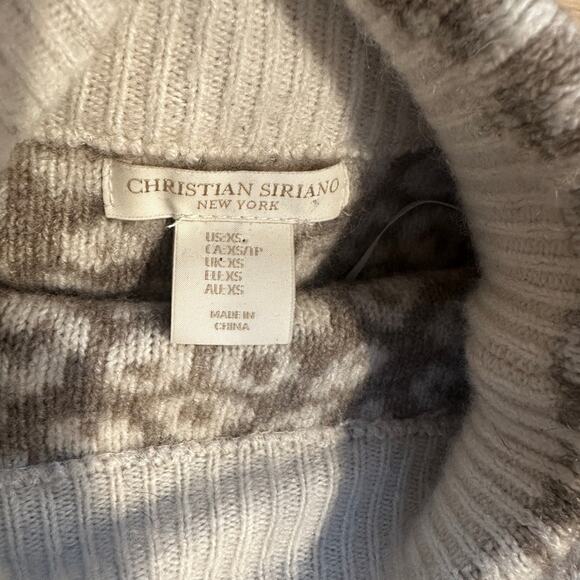 CHRISTIAN SIRIANO
NEW YORK
US:XS
CA:XS/TP
UK:XS
EU:XS
AU:XS
MADE IN
CHINA